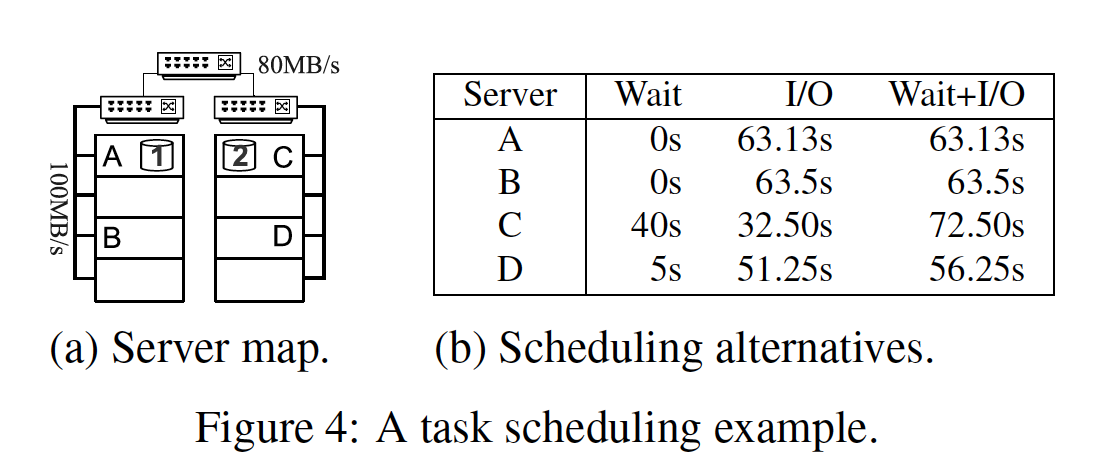 80MB/s
100MB/s
A 1
2 C
B
D
Server Wait I/O Wait+I/O
A 0s 63.13s 63.13s
B 0s 63.5s 63.5s
C 40s 32.50s 72.50s
D 5s 51.25s 56.25s
(a) Server map.
(b) Scheduling alternatives.
Figure 4: A task scheduling example.